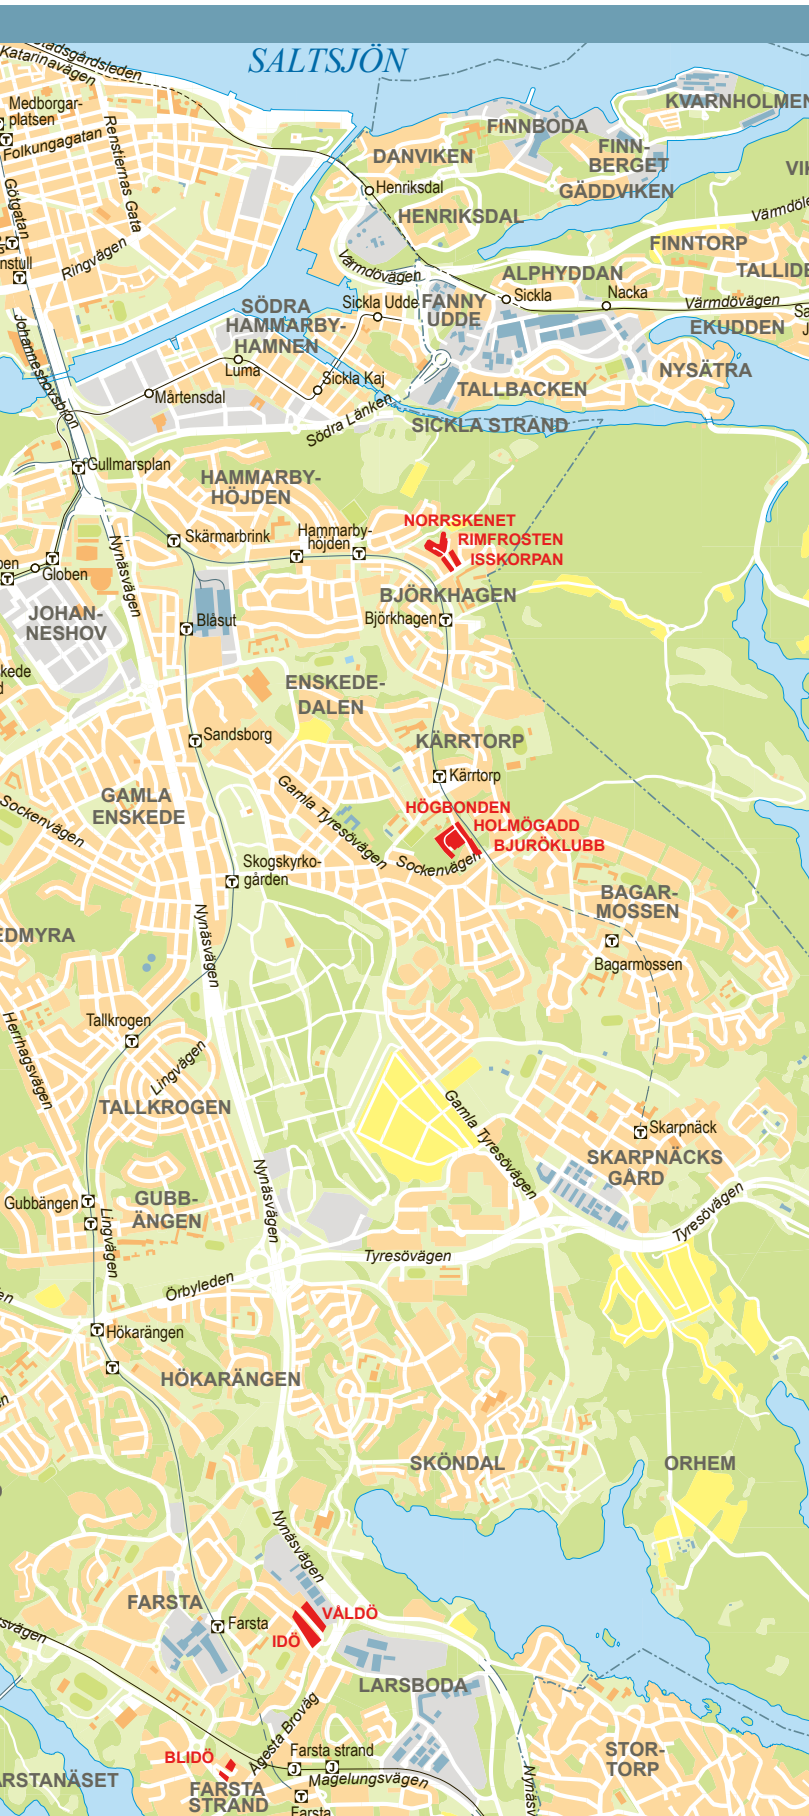 SALTSJÖN
Stadsgårdsleden
Katarinavägen
KVARNHOLMEN
Medborgar-
platsen
Renstiernas Gata
FINNBODA
Folkungagatan
DANVIKEN
FINN-
BERGET
Götgatan
Henriksdal
GÄDDVIKEN
HENRIKSDAL
Ringvägen
FINNTORP
Värmdövägen
ALPHYDDAN
SÖDRA
HAMMARBY-
HAMNEN
Sickla Udde
FANNY
UDDE
Sickla
Nacka
Värmdövägen
EKUDDEN
Johanneshovsbron
Luma
Sickla Kaj
NYSÄTRA
Mårtensdal
TALLBACKEN
Södra Länken
SICKLA STRAND
Gullmarsplan
HAMMARBY-
HÖJDEN
NORRSKENET
RIMFROSTEN
ISSKORPAN
Skärmarbrink
Hammarby-
höjden
Nynäsvägen
Globen
BJÖRKHAGEN
JOHAN-
NESHOV
Blåsut
Björkhagen
ENSKEDE-
DALEN
Sandsborg
KÄRRTORP
Kärrtorp
GAMLA
ENSKEDE
Gamla Tyresövägen
HÖGBONDEN
HOLMÖGADD
BJURÖKLUBB
Sockenvägen
Sockenvägen
Skogskyrko-
gården
BAGAR-
MOSSEN
Nynäsvägen
EDMYRA
Bagarmossen
Tallkrogen
Herrhagsvägen
Lingvägen
TALLKROGEN
Gamla Tyresövägen
Skarpnäck
SKARPNÄCKS
GÅRD
Nynäsvägen
Gubbängen
GUBB-
ÄNGEN
Lingvägen
Tyresövägen
Tyresövägen
Örbyleden
Hökarängen
HÖKARÄNGEN
SKÖNDAL
ORHEM
Nynäsvägen
FARSTA
Farsta
VÅLDÖ
IDÖ
LARSBODA
Ågesta Broväg
BLIDÖ
Farsta strand
Magelungsvägen
STOR-
TORP
ARSTANÄSET
FARSTA
STRAND
Farsta